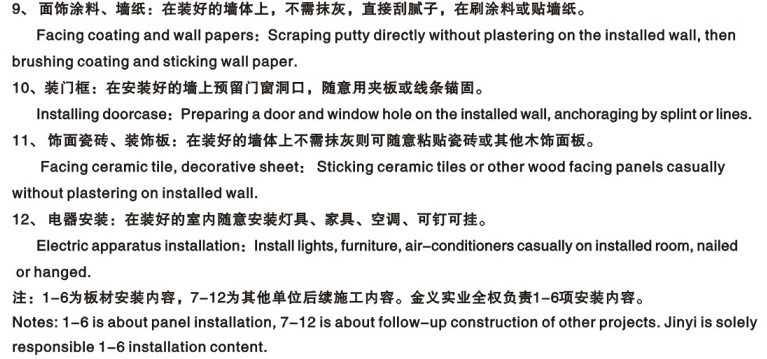 9、 面饰涂料、墙纸：在装好的墙体上，不需抹灰，直接刮腻子，在刷涂料或贴墙纸。
Facing coating and wall papers：Scraping putty directly without plastering on the installed wall, then
brushing coating and sticking wall paper.
10、装门框：在安装好的墙上预留门窗洞口，随意用夹板或线条锚固。
Installing doorcase：Preparing a door and window hole on the installed wall, anchoraging by splint or lines.
11、 饰面瓷砖、装饰板：在装好的墙体上不需抹灰则可随意粘贴瓷砖或其他木饰面板。
Facing ceramic tile, decorative sheet： Sticking ceramic tiles or other wood facing panels casually
without plastering on installed wall.
12、 电器安装：在装好的室内随意安装灯具、家具、空调、可钉可挂。
Electric apparatus installation：Install lights, furniture, air-conditioners casually on installed room, nailed
or hanged.
注：1-6为板材安装内容，7-12为其他单位后续施工内容。金义实业全权负责1-6项安装内容。
Notes: 1-6 is about panel installation, 7-12 is about follow-up construction of other projects. Jinyi is solely
responsible 1-6 installation content.